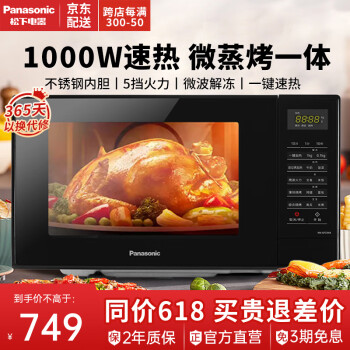 Panasonic
松下电器
京东
配送
跨店每满
300-50
1000W速热 微蒸烤一体
不锈钢内胆 | 5挡火力 | 微波解冻 | 一键速热
365天
以换代修
8888
Panasonic
到手价不高于:
¥749
同价618 买贵退差价
2年质保 官方直营 3期免息